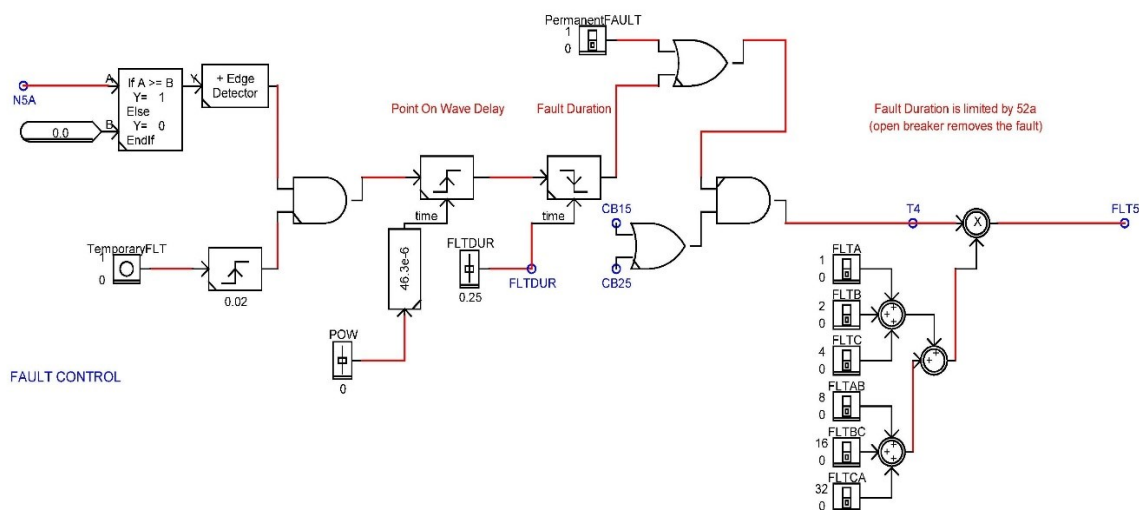 PermanentFAULT
1
0
N5A
A
If A >= B
Y= 1
Else
Y= 0
EndIf
Y
+ Edge
Detector
B
0.0
Point On Wave Delay
Fault Duration
Fault Duration is limited by 52a
(open breaker removes the fault)
time
time
CB15
CB25
T4
X
FLT5
TemporaryFLT
1
0
0.02
46.3e-6
FLTDUR
0.25
FLTDUR
POW
0
FAULT CONTROL
FLTA
1
0
FLTB
2
0
FLTC
4
0
+
+
+
+
+
FLTAB
8
0
FLTBC
16
0
FLTCA
32
0
+
+
+